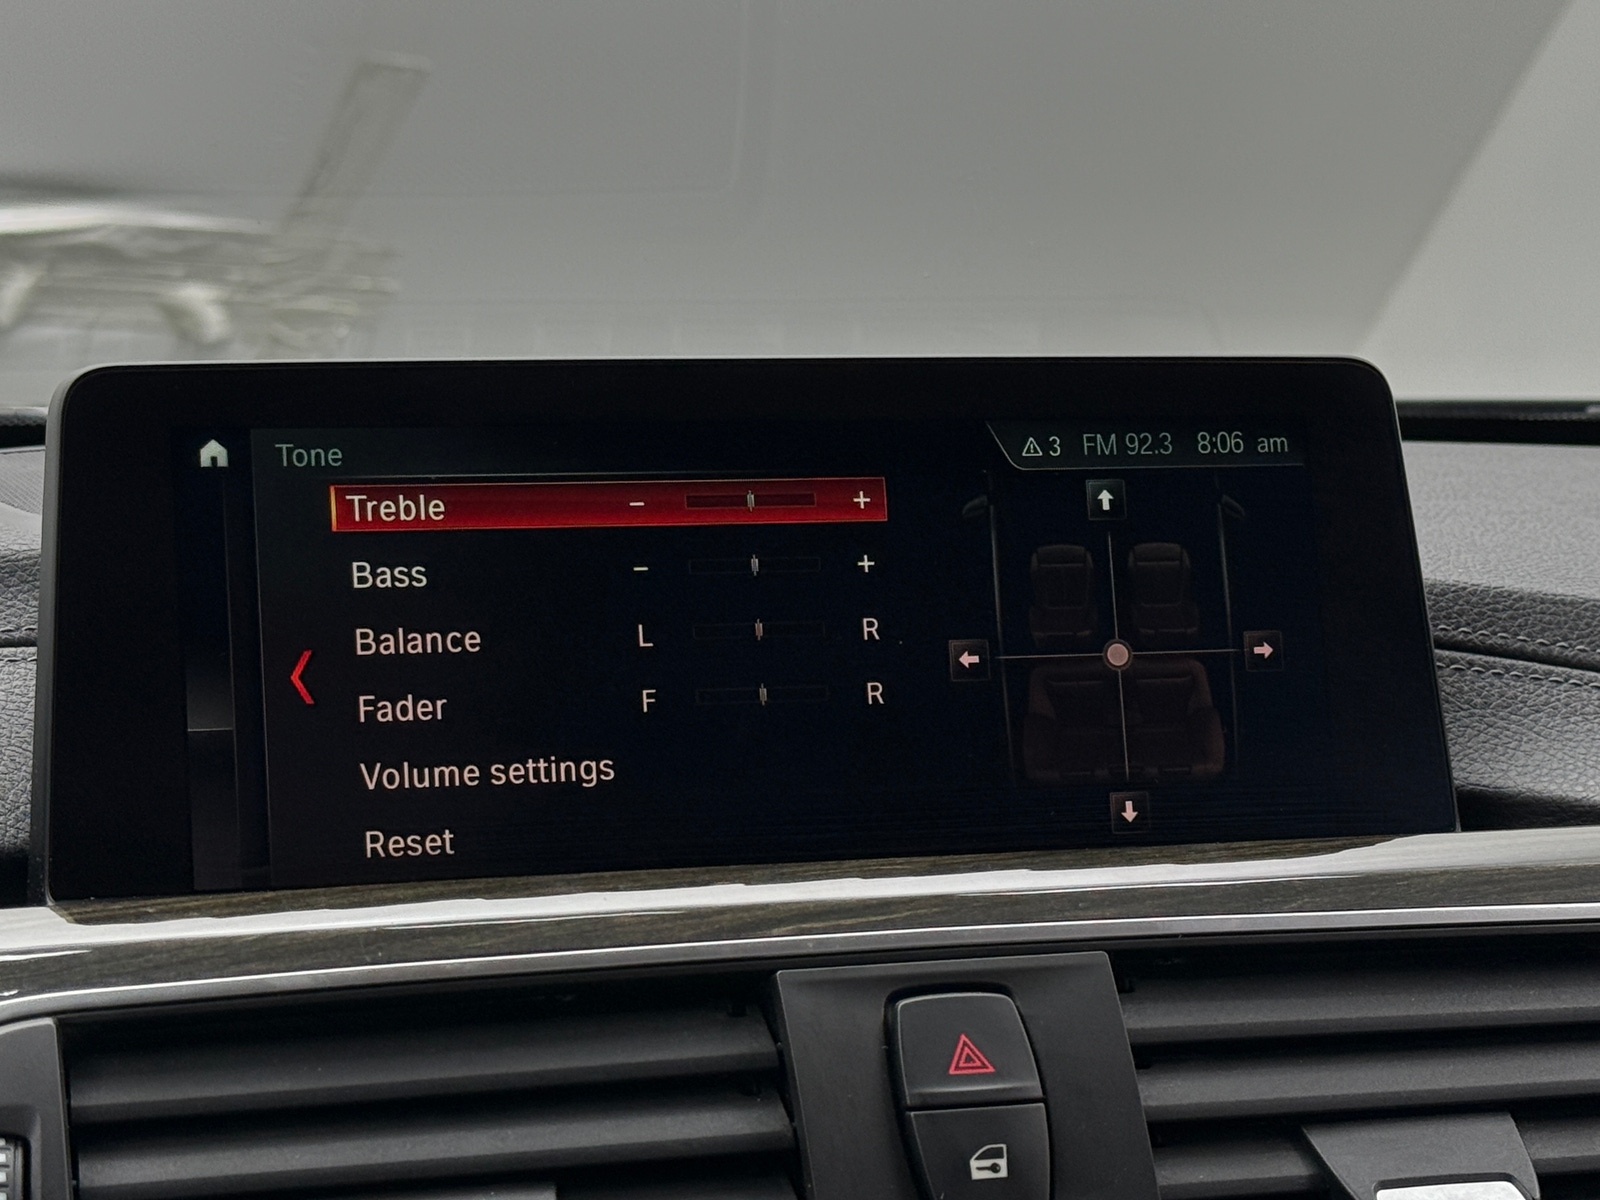 Tone
3 FM 92.3 8:06 am
Treble - +
Bass - +
Balance L R
Fader F R
Volume settings
Reset